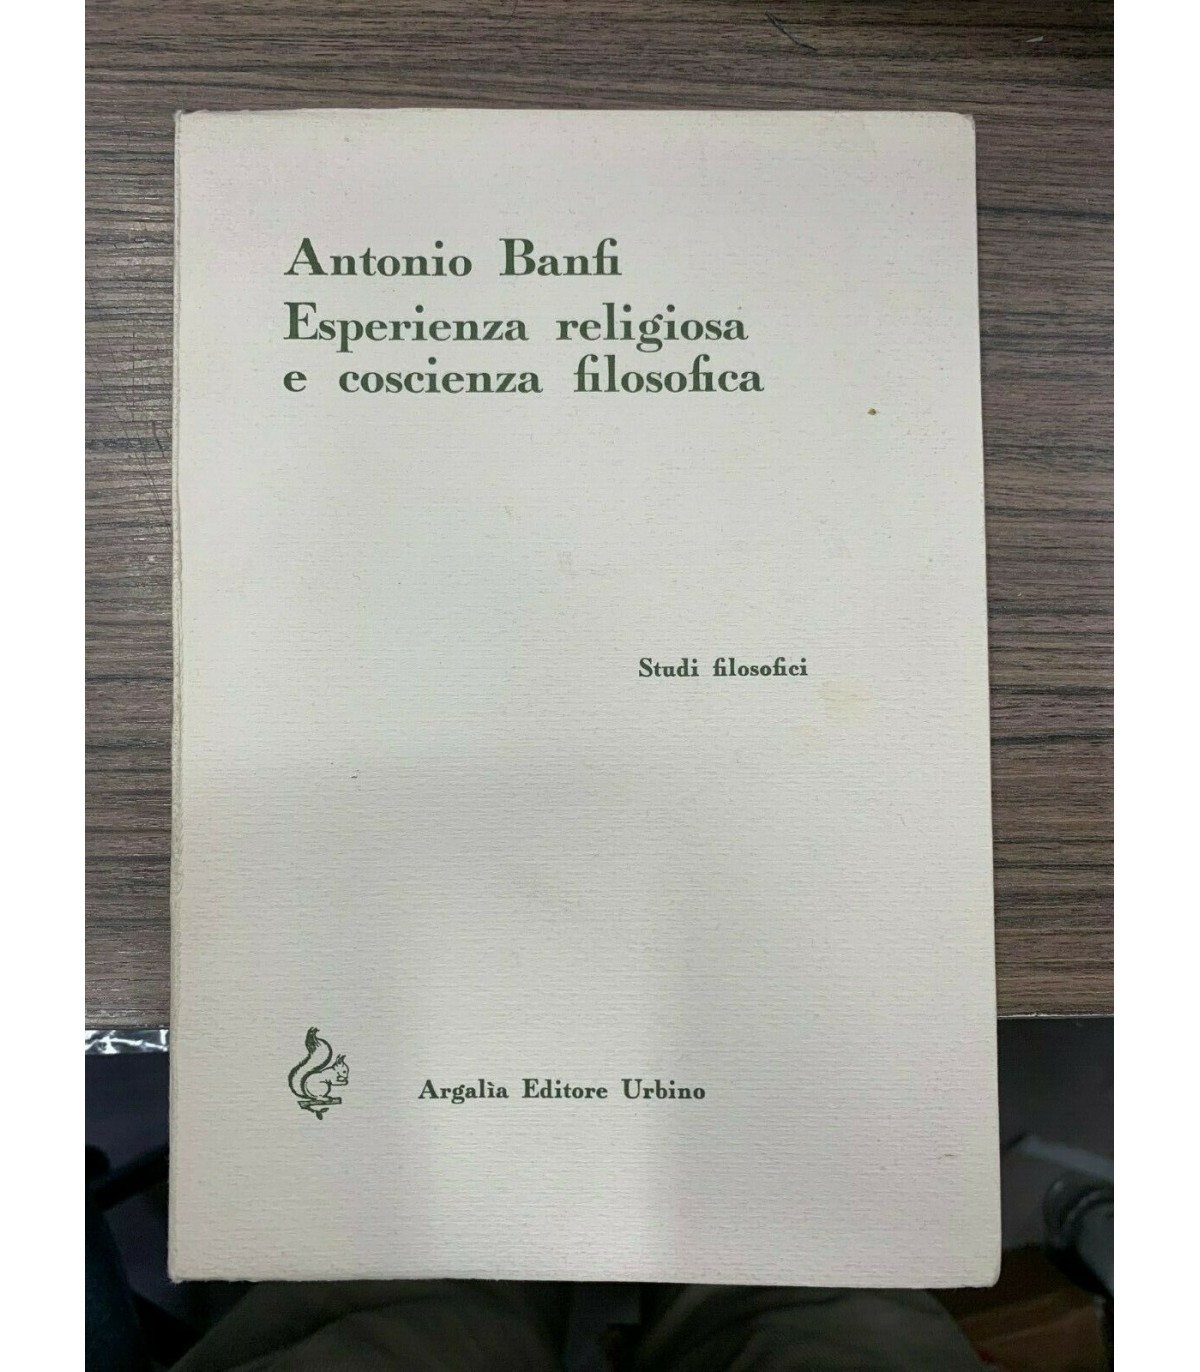 Antonio Banfi
Esperienza religiosa
e coscienza filosofica
Studi filosofici
Argalìa Editore Urbino